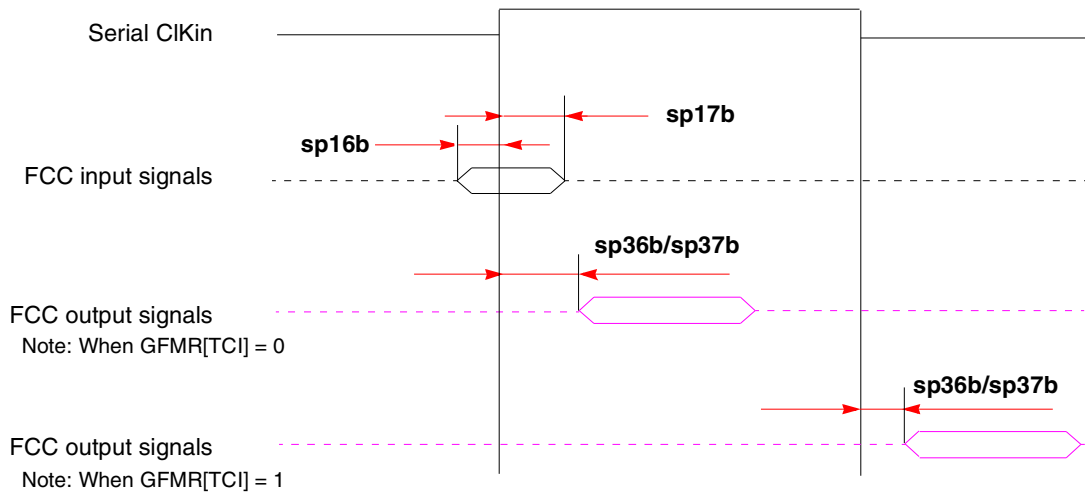 Serial ClKin
sp17b
sp16b
FCC input signals
sp36b/sp37b
FCC output signals
Note: When GFMR[TCI] = 0
sp36b/sp37b
FCC output signals
Note: When GFMR[TCI] = 1